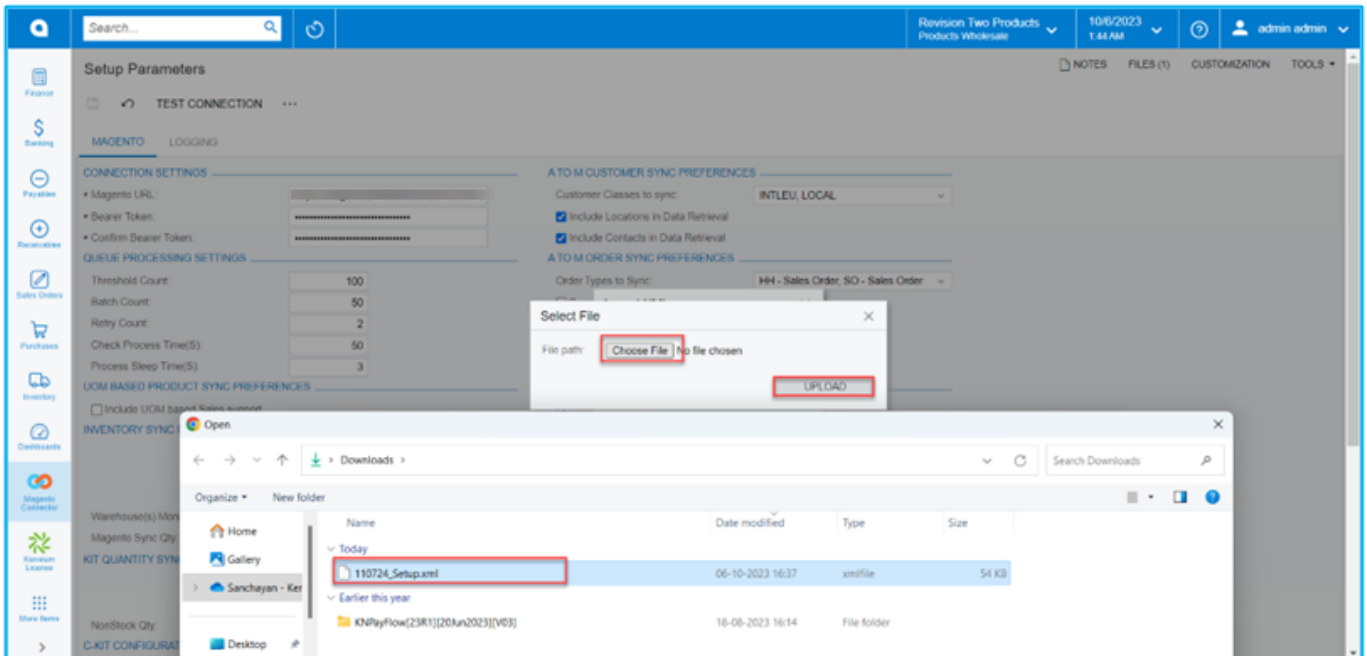 Search...
Revision Two Products
Products Wholesale
10/6/2023
1:44 AM
admin admin
Finance
Banking
Payables
Receivables
Sales Orders
Purchases
Inventory
Dashboards
Magento
Connector
Kensium
License
More Items
Setup Parameters
NOTES FILES (1) CUSTOMIZATION TOOLS
TEST CONNECTION ...
MAGENTO LOGGING
CONNECTION SETTINGS
Magento URL:
Bearer Token:
Confirm Bearer Token:
QUEUE PROCESSING SETTINGS
Threshold Count: 100
Batch Count: 50
Retry Count: 2
Check Process Time(S): 50
Process Sleep Time(S): 3
UOM BASED PRODUCT SYNC PREFERENCES
Include UOM based Sales support
INVENTORY SYNC
Warehouse(s) Mon
Magento Sync Qty:
KIT QUANTITY SYN
NonStock Qty:
C-KIT CONFIGURAT
A TO M CUSTOMER SYNC PREFERENCES
Customer Classes to sync: INTLEU, LOCAL
Include Locations in Data Retrieval
Include Contacts in Data Retrieval
A TO M ORDER SYNC PREFERENCES
Order Types to Sync: HH - Sales Order, SO - Sales Order
Select File
File path: Choose File No file chosen
UPLOAD
Open
Downloads
Search Downloads
Organize New folder
Home
Gallery
Sanchayan - Ker
Desktop
Name Date modified Type Size
Today
110724_Setup.xml 06-10-2023 16:37 xmlfile 54 KB
Earlier this year
KNPayFlow[23R1][20Jun2023][V03] 18-08-2023 16:14 File folder